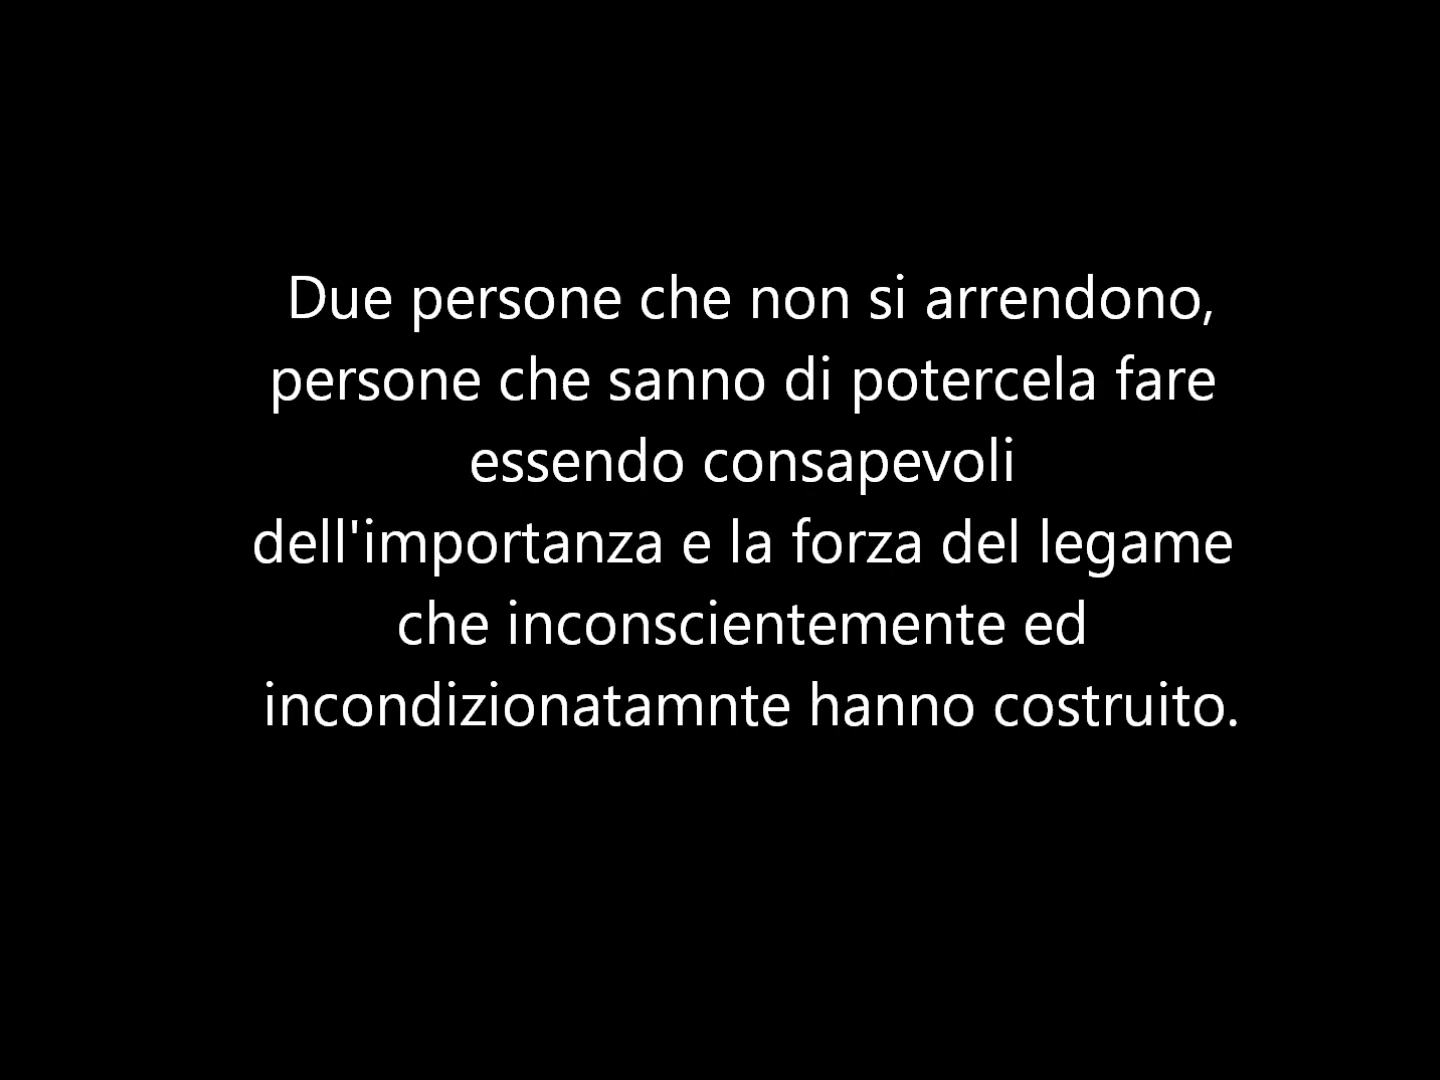 Due persone che non si arrendono,
persone che sanno di potercela fare
essendo consapevoli
dell'importanza e la forza del legame
che inconscientemente ed
incondizionatamnte hanno costruito.